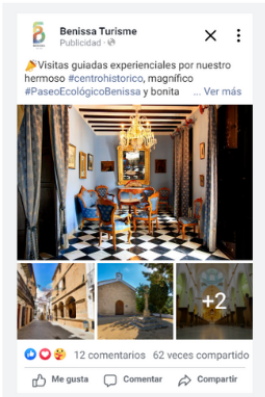 Benissa Turisme
Publicidad ·
🎉Visitas guiadas experienciales por nuestro
hermoso #centrohistorico, magnífico
#PaseoEcológicoBenissa y bonita ... Ver más
+2
12 comentarios 62 veces compartido
Me gusta Comentar Compartir